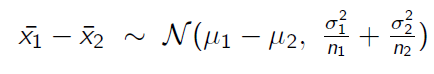 x̄₁ − x̄₂ ∼ 𝒩(μ₁ − μ₂, σ₁²/n₁ + σ₂²/n₂)